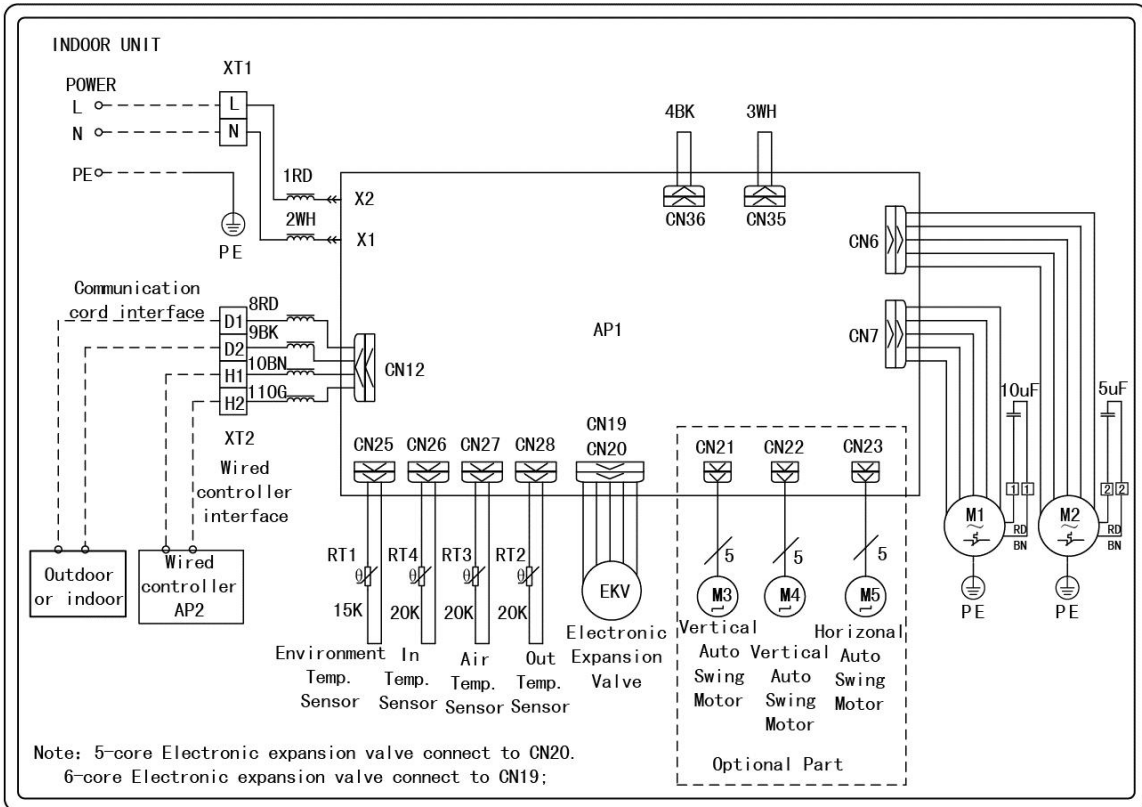 INDOOR UNIT
XT1
POWER
L
L
N
N
PE
PE
1RD
X2
2WH
X1
4BK
3WH
CN36
CN35
CN6
CN7
AP1
Communication
cord interface
8RD
D1
9BK
D2
10BN
H1
11OG
H2
CN12
XT2
Wired
controller
interface
Outdoor
or indoor
Wired
controller
AP2
CN25
CN26
CN27
CN28
CN19
CN20
CN21
CN22
CN23
RT1
θ
15K
RT4
θ
20K
RT3
θ
20K
RT2
θ
20K
EKV
5
5
5
M3
M4
M5
Environment
Temp.
Sensor
In
Temp.
Sensor
Air
Temp.
Sensor
Out
Temp.
Sensor
Electronic
Expansion
Valve
Vertical
Auto
Swing
Motor
Vertical
Auto
Swing
Motor
Horizonal
Auto
Swing
Motor
Optional Part
10uF
5uF
1
1
2
2
M1
~
RD
BN
M2
~
RD
BN
PE
PE
Note: 5-core Electronic expansion valve connect to CN20.
6-core Electronic expansion valve connect to CN19;